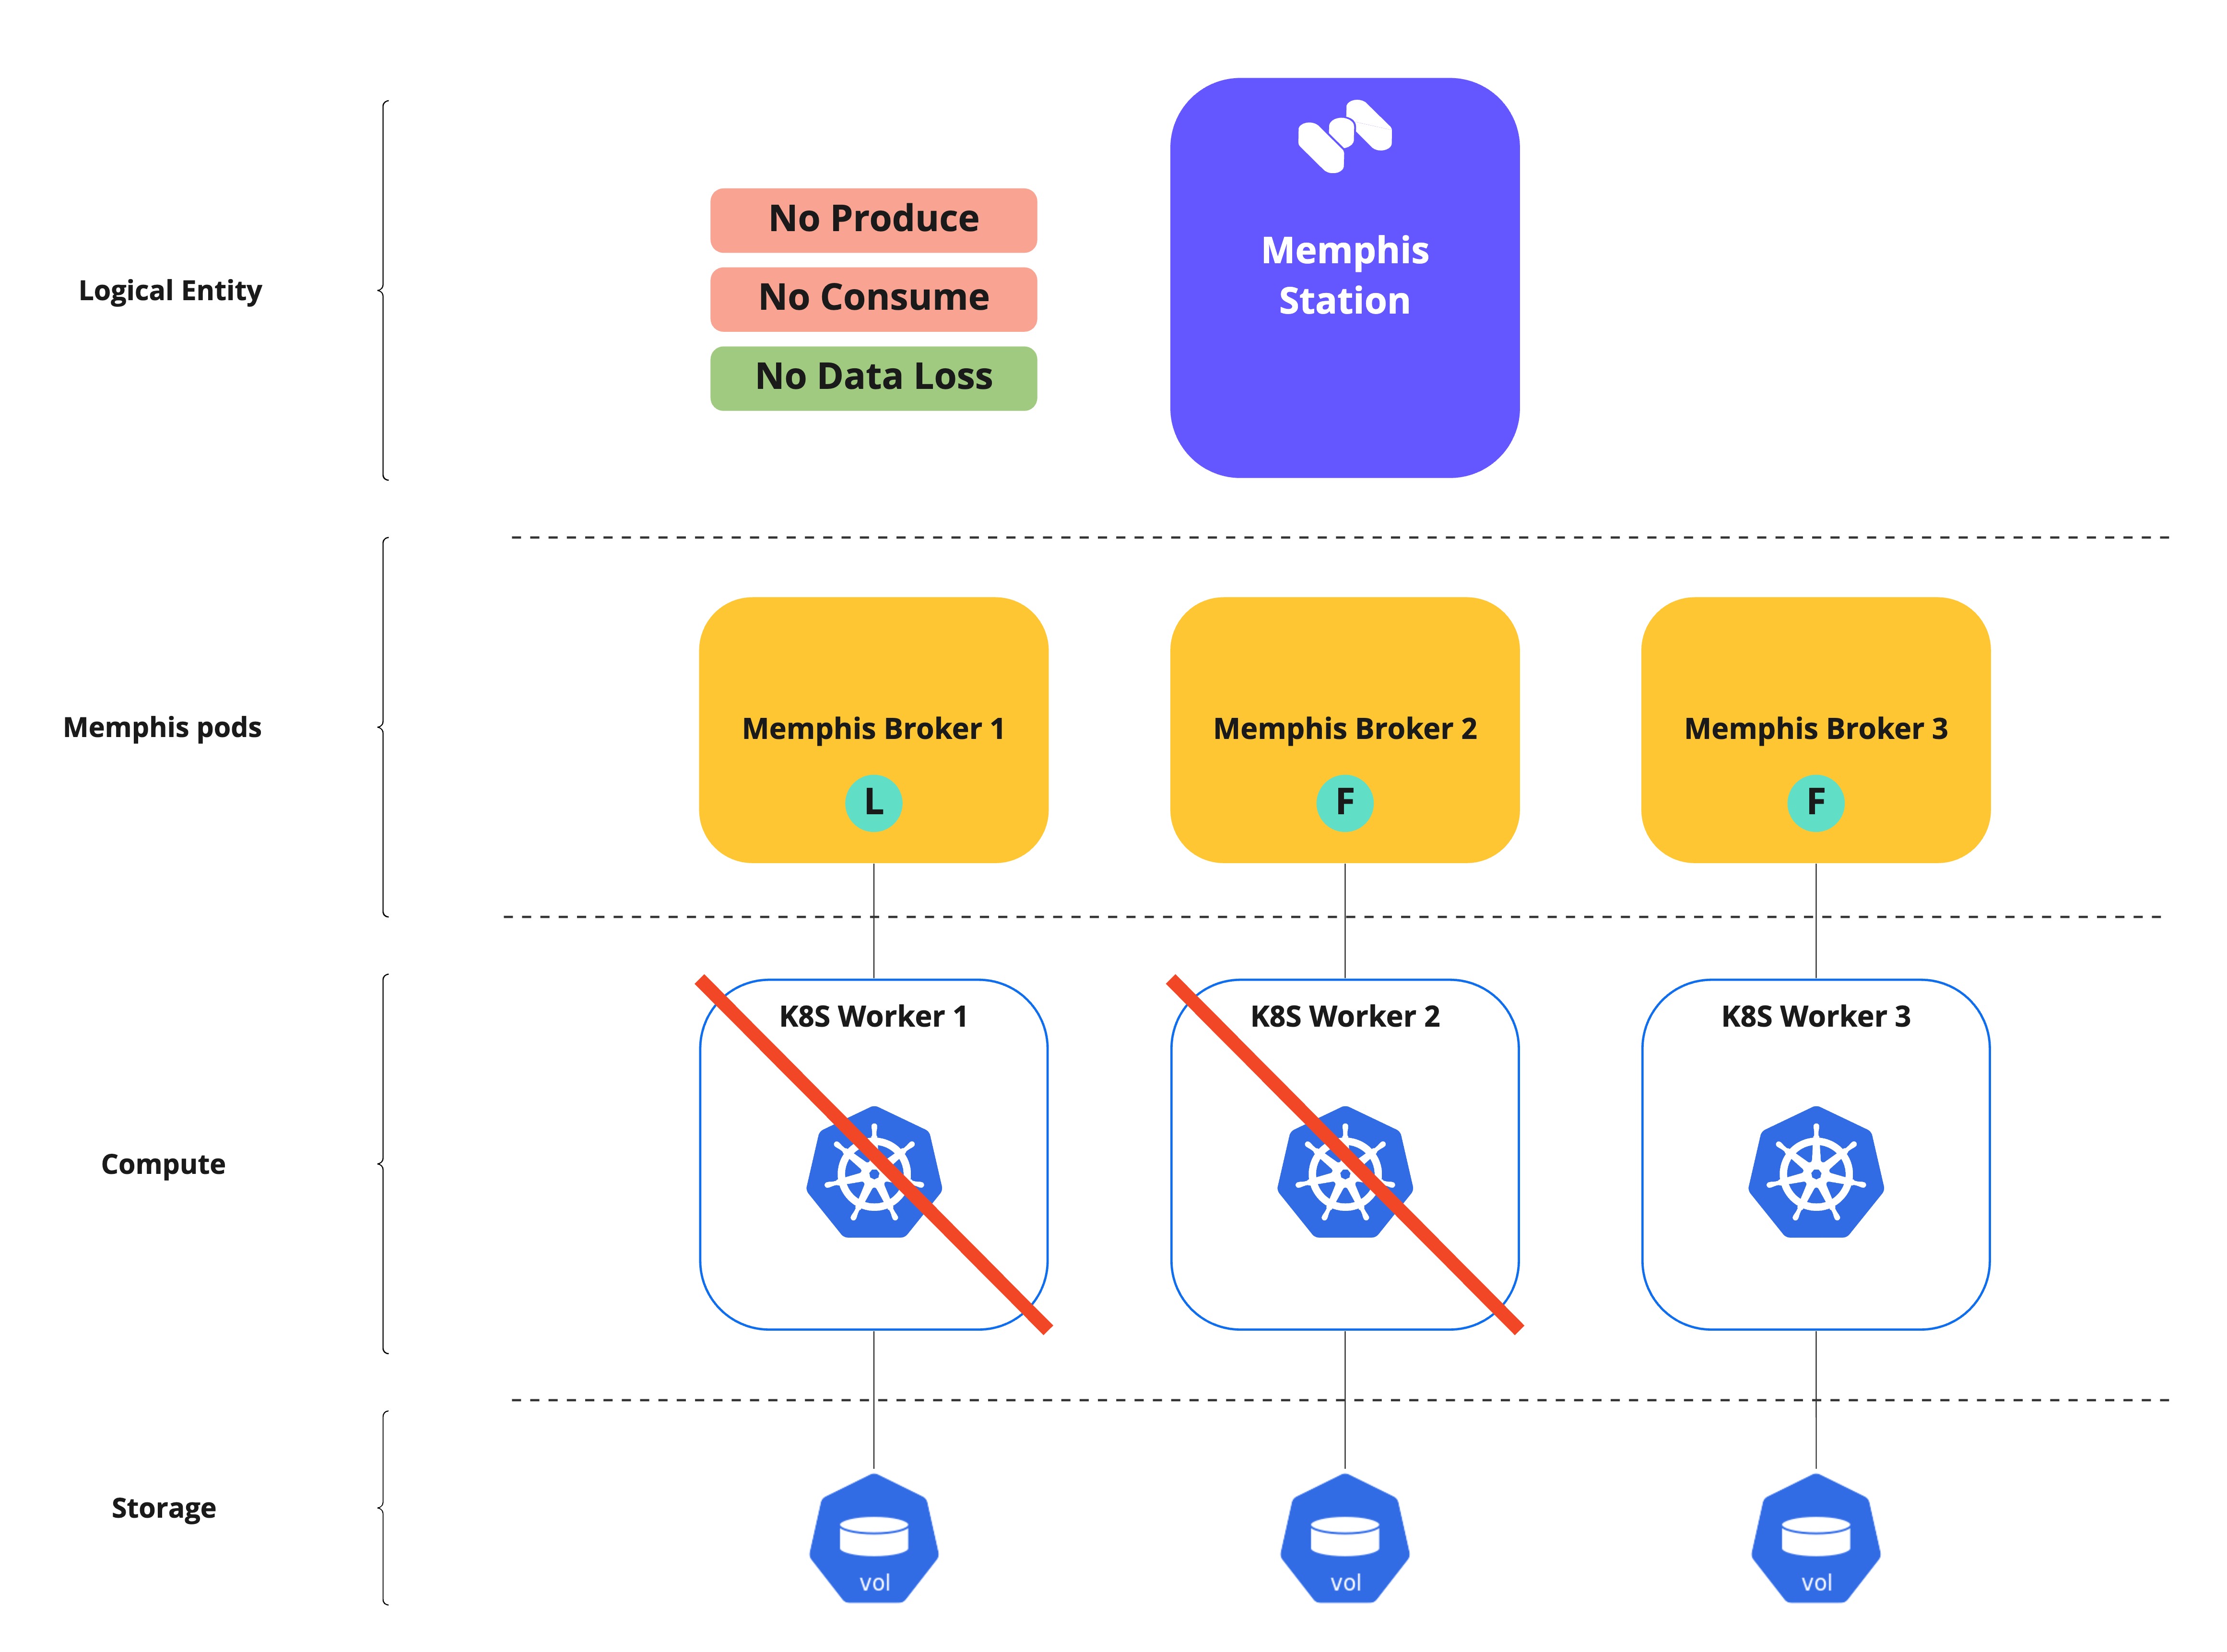 No Produce
Memphis
Station
No Consume
Logical Entity
No Data Loss
Memphis pods
Memphis Broker 1
Memphis Broker 2
Memphis Broker 3
L
F
F
K8S Worker 1
K8S Worker 2
K8S Worker 3
Compute
Storage
vol
vol
vol